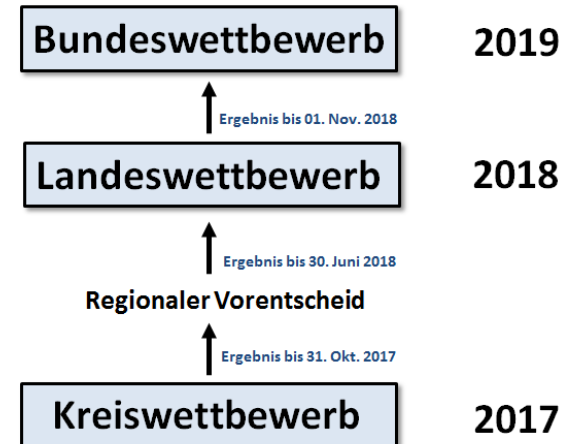 Bundeswettbewerb 2019
Ergebnis bis 01. Nov. 2018
Landeswettbewerb 2018
Ergebnis bis 30. Juni 2018
Regionaler Vorentscheid
Ergebnis bis 31. Okt. 2017
Kreiswettbewerb 2017